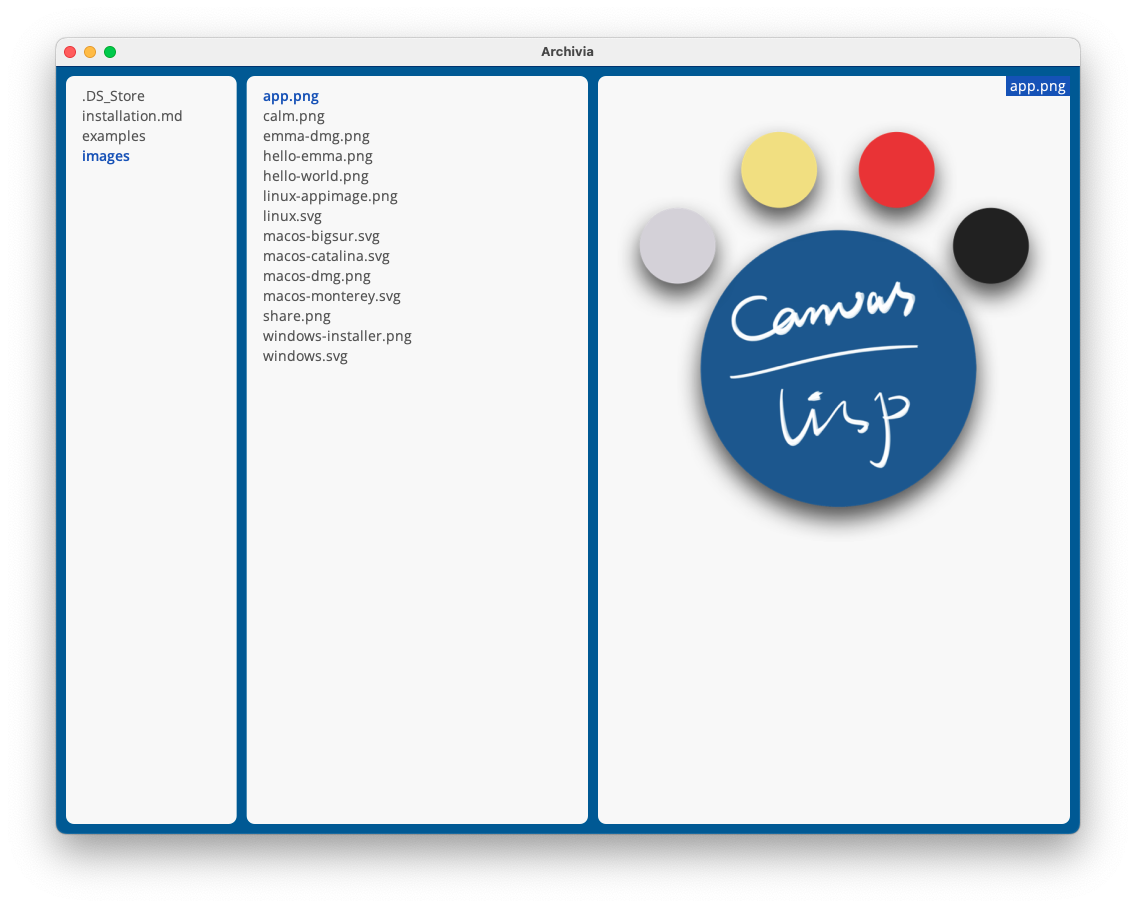 Archivia
.DS_Store
installation.md
examples
images
app.png
calm.png
emma-dmg.png
hello-emma.png
hello-world.png
linux-appimage.png
linux.svg
macos-bigsur.svg
macos-catalina.svg
macos-dmg.png
macos-monterey.svg
share.png
windows-installer.png
windows.svg
app.png
Canvas
Lisp